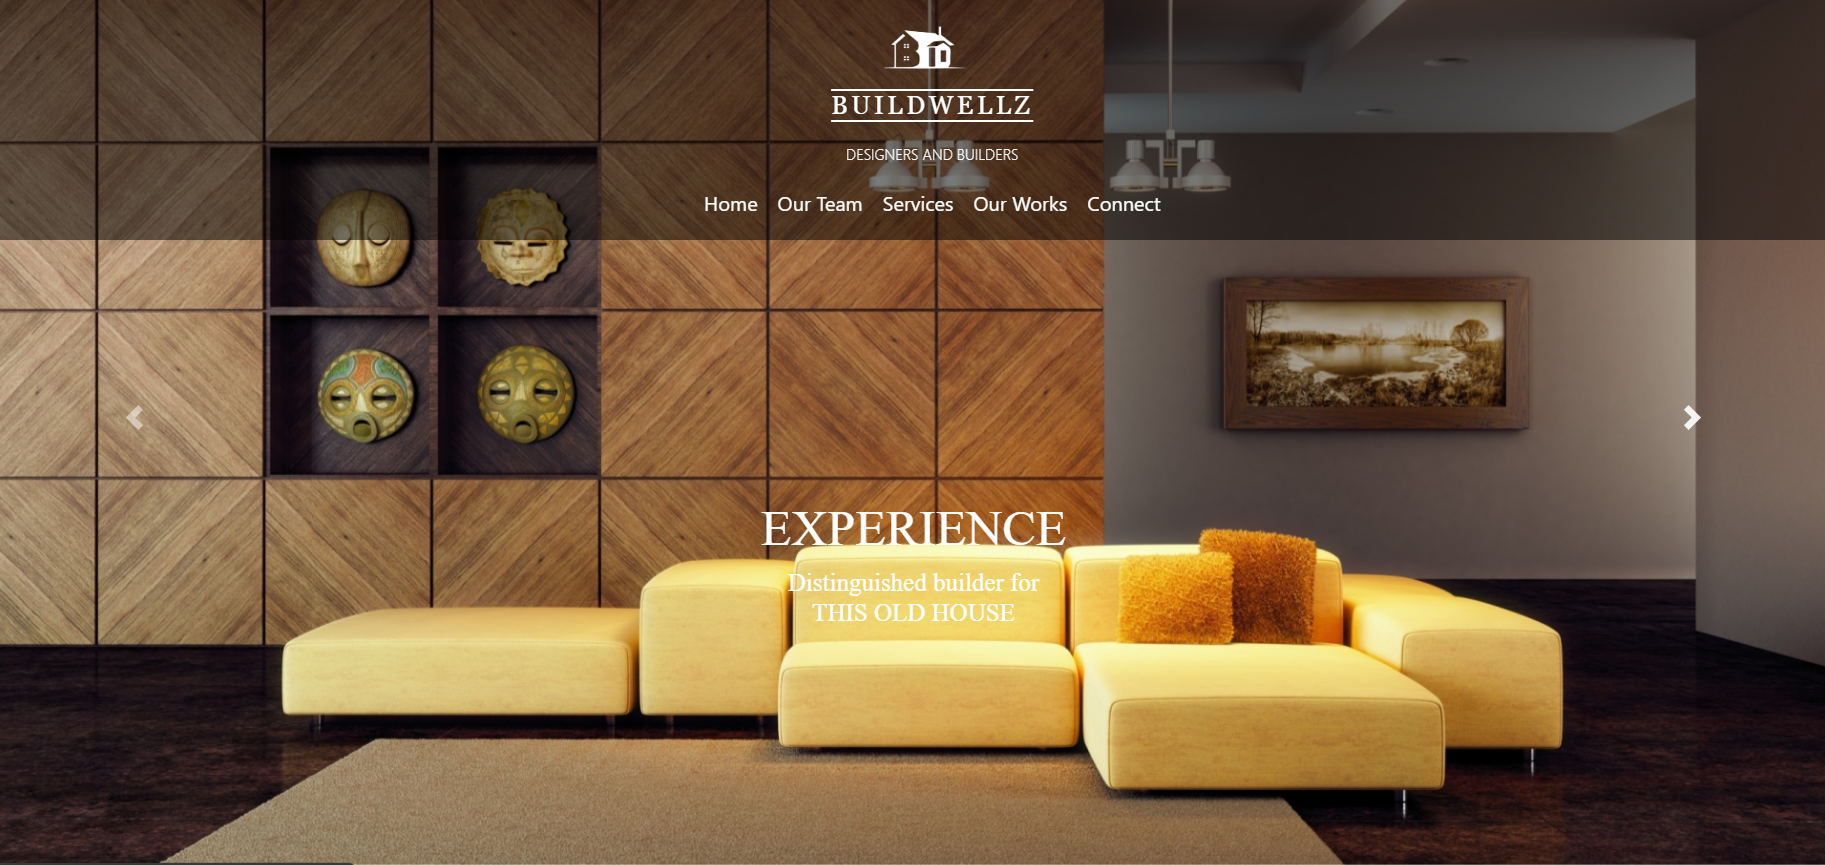 BUILDWELLZ
DESIGNERS AND BUILDERS
Home Our Team Services Our Works Connect
EXPERIENCE
Distinguished builder for
THIS OLD HOUSE